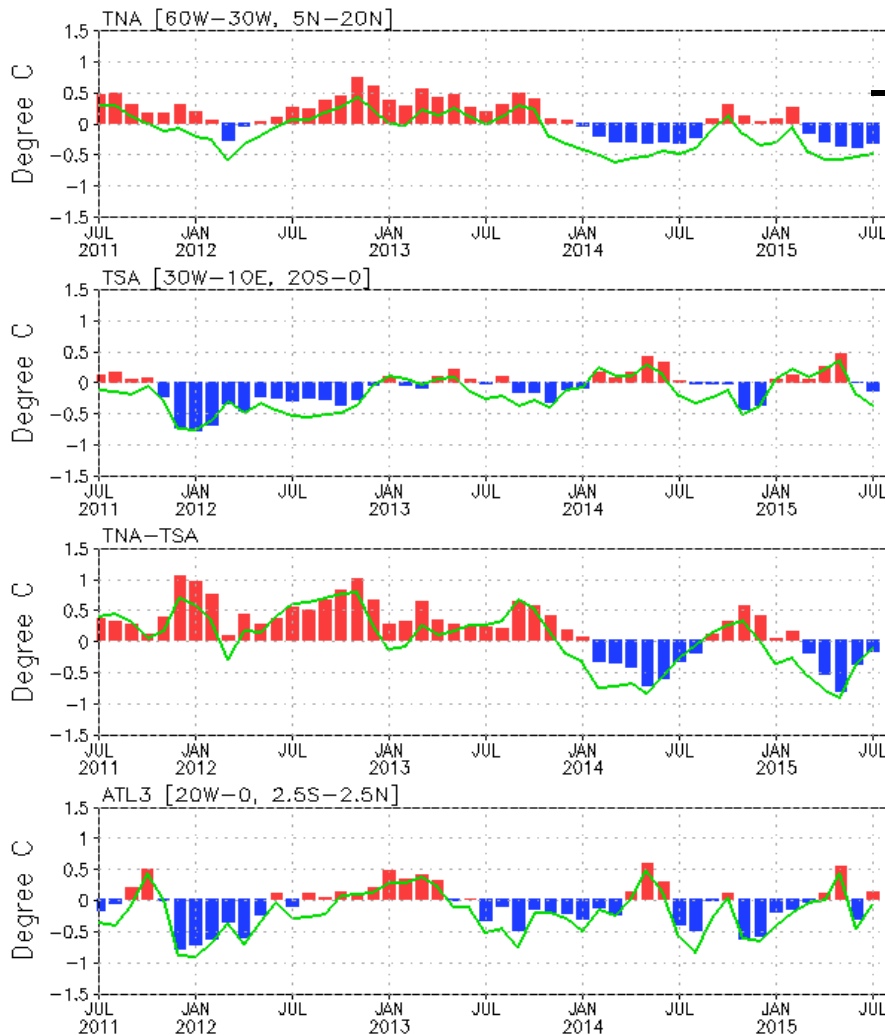 TNA [60W−30W, 5N−20N]
Degree C
1.5
1
0.5
0
−0.5
−1
−1.5
JUL JAN JUL JAN JUL JAN JUL JAN JUL
2011 2012 2013 2014 2015
TSA [30W−10E, 20S−0]
Degree C
1.5
1
0.5
0
−0.5
−1
−1.5
JUL JAN JUL JAN JUL JAN JUL JAN JUL
2011 2012 2013 2014 2015
TNA−TSA
Degree C
1.5
1
0.5
0
−0.5
−1
−1.5
JUL JAN JUL JAN JUL JAN JUL JAN JUL
2011 2012 2013 2014 2015
ATL3 [20W−0, 2.5S−2.5N]
Degree C
1.5
1
0.5
0
−0.5
−1
−1.5
JUL JAN JUL JAN JUL JAN JUL JAN JUL
2011 2012 2013 2014 2015